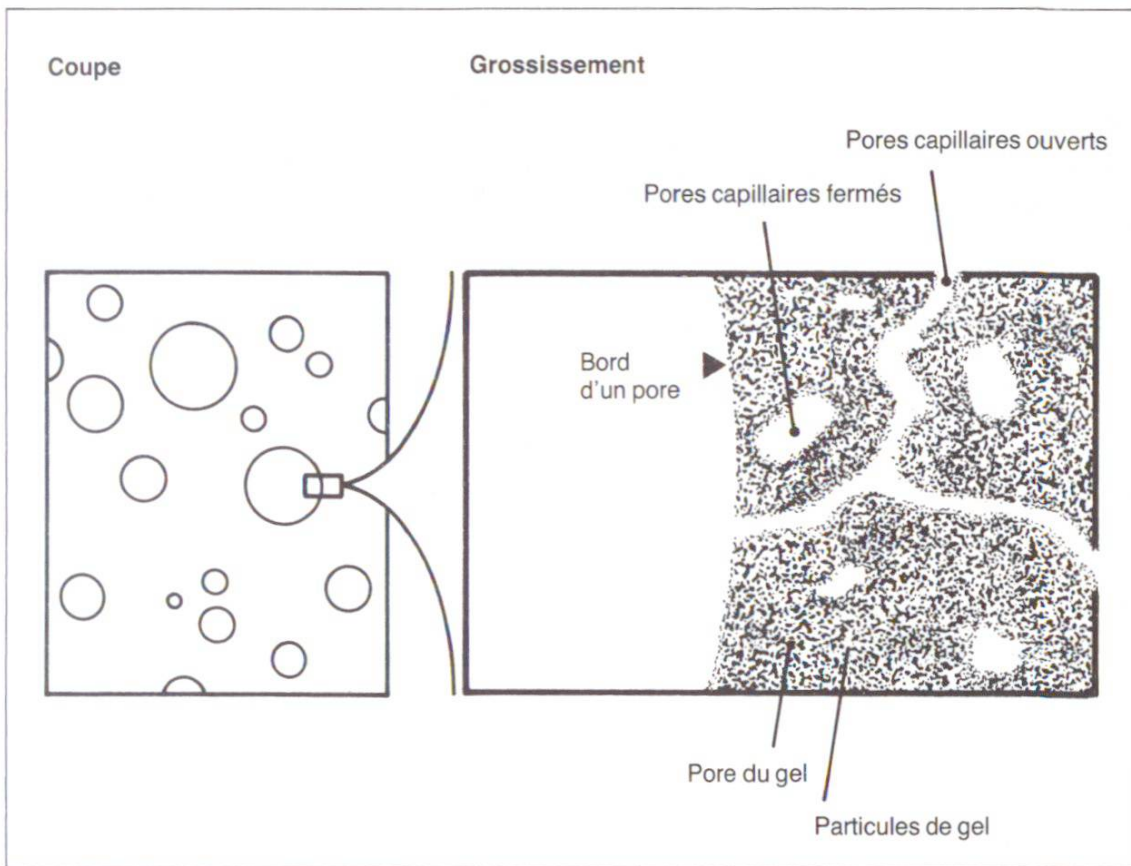 Coupe
Grossissement
Pores capillaires ouverts
Pores capillaires fermés
Bord
d'un pore
Pore du gel
Particules de gel